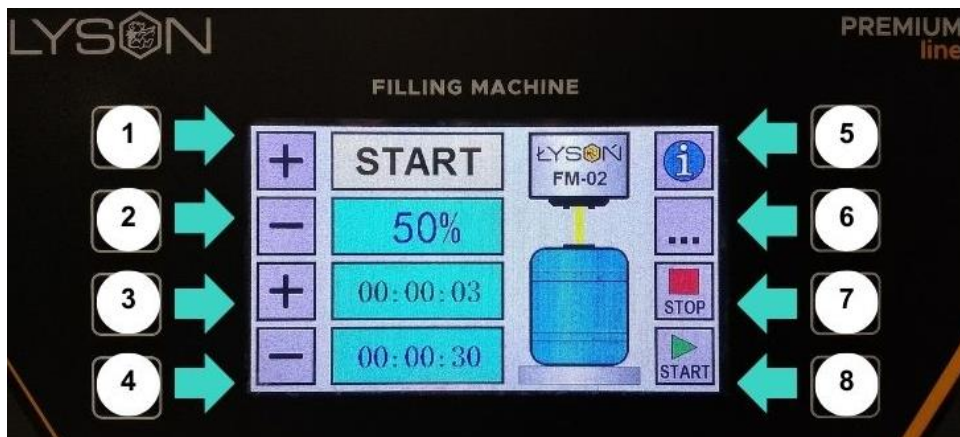 LYSON
PREMIUM
line
FILLING MACHINE
1
5
+
START
ŁYSOŃ
FM-02
i
2
6
−
50%
...
3
7
+
00:00:03
STOP
4
8
−
00:00:30
START